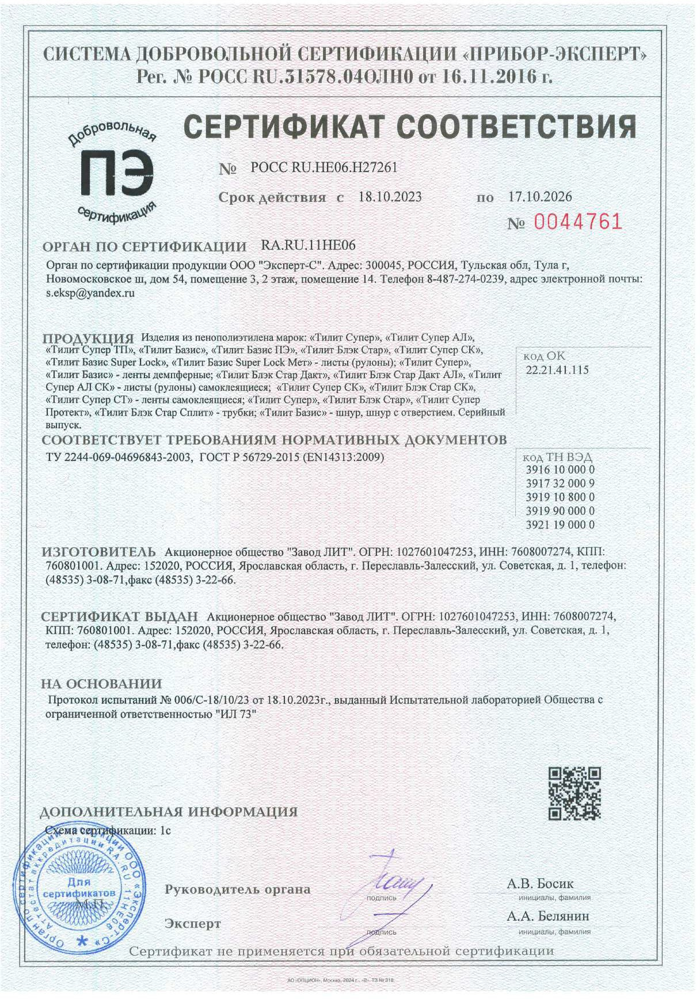 СИСТЕМА ДОБРОВОЛЬНОЙ СЕРТИФИКАЦИИ «ПРИБОР-ЭКСПЕРТ»
Рег. № РОСС RU.31578.04ОЛН0 от 16.11.2016 г.
Добровольная
ПЭ
сертификация
СЕРТИФИКАТ СООТВЕТСТВИЯ
№ РОСС RU.НЕ06.Н27261
Срок действия с 18.10.2023 по 17.10.2026
№ 0044761
ОРГАН ПО СЕРТИФИКАЦИИ RA.RU.11НЕ06
Орган по сертификации продукции ООО "Эксперт-С". Адрес: 300045, РОССИЯ, Тульская обл, Тула г,
Новомосковское ш, дом 54, помещение 3, 2 этаж, помещение 14. Телефон 8-487-274-0239, адрес электронной почты:
s.eksp@yandex.ru
ПРОДУКЦИЯ Изделия из пенополиэтилена марок: «Тилит Супер», «Тилит Супер АЛ»,
«Тилит Супер ТП», «Тилит Базис», «Тилит Базис ПЭ», «Тилит Блэк Стар», «Тилит Супер СК»,
«Тилит Базис Super Lock», «Тилит Базис Super Lock Мет» - листы (рулоны); «Тилит Супер»,
«Тилит Базис» - ленты демпферные; «Тилит Блэк Стар Дакт», «Тилит Блэк Стар Дакт АЛ», «Тилит
Супер АЛ СК» - листы (рулоны) самоклеящиеся; «Тилит Супер СК», «Тилит Блэк Стар СК»,
«Тилит Супер СТ» - ленты самоклеящиеся; «Тилит Супер», «Тилит Блэк Стар», «Тилит Супер
Протект», «Тилит Блэк Стар Сплит» - трубки; «Тилит Базис» - шнур, шнур с отверстием. Серийный
выпуск.
код ОК
22.21.41.115
СООТВЕТСТВУЕТ ТРЕБОВАНИЯМ НОРМАТИВНЫХ ДОКУМЕНТОВ
ТУ 2244-069-04696843-2003, ГОСТ Р 56729-2015 (EN14313:2009)
код ТН ВЭД
3916 10 000 0
3917 32 000 9
3919 10 800 0
3919 90 000 0
3921 19 000 0
ИЗГОТОВИТЕЛЬ Акционерное общество "Завод ЛИТ". ОГРН: 1027601047253, ИНН: 7608007274, КПП:
760801001. Адрес: 152020, РОССИЯ, Ярославская область, г. Переславль-Залесский, ул. Советская, д. 1, телефон:
(48535) 3-08-71,факс (48535) 3-22-66.
СЕРТИФИКАТ ВЫДАН Акционерное общество "Завод ЛИТ". ОГРН: 1027601047253, ИНН: 7608007274,
КПП: 760801001. Адрес: 152020, РОССИЯ, Ярославская область, г. Переславль-Залесский, ул. Советская, д. 1,
телефон: (48535) 3-08-71,факс (48535) 3-22-66.
НА ОСНОВАНИИ
Протокол испытаний № 006/С-18/10/23 от 18.10.2023г., выданный Испытательной лабораторией Общества с
ограниченной ответственностью "ИЛ 73"
ДОПОЛНИТЕЛЬНАЯ ИНФОРМАЦИЯ
Схема сертификации: 1с
Орган по сертификации продукции ООО «Эксперт-С»
Аттестат аккредитации RA.RU.11НЕ06
Для
сертификатов
М.П.
Руководитель органа
подпись
А.В. Босик
инициалы, фамилия
Эксперт
подпись
А.А. Белянин
инициалы, фамилия
Сертификат не применяется при обязательной сертификации
АО «ОПЦИОН», Москва, 2024 г., «В». ТЗ № 318.